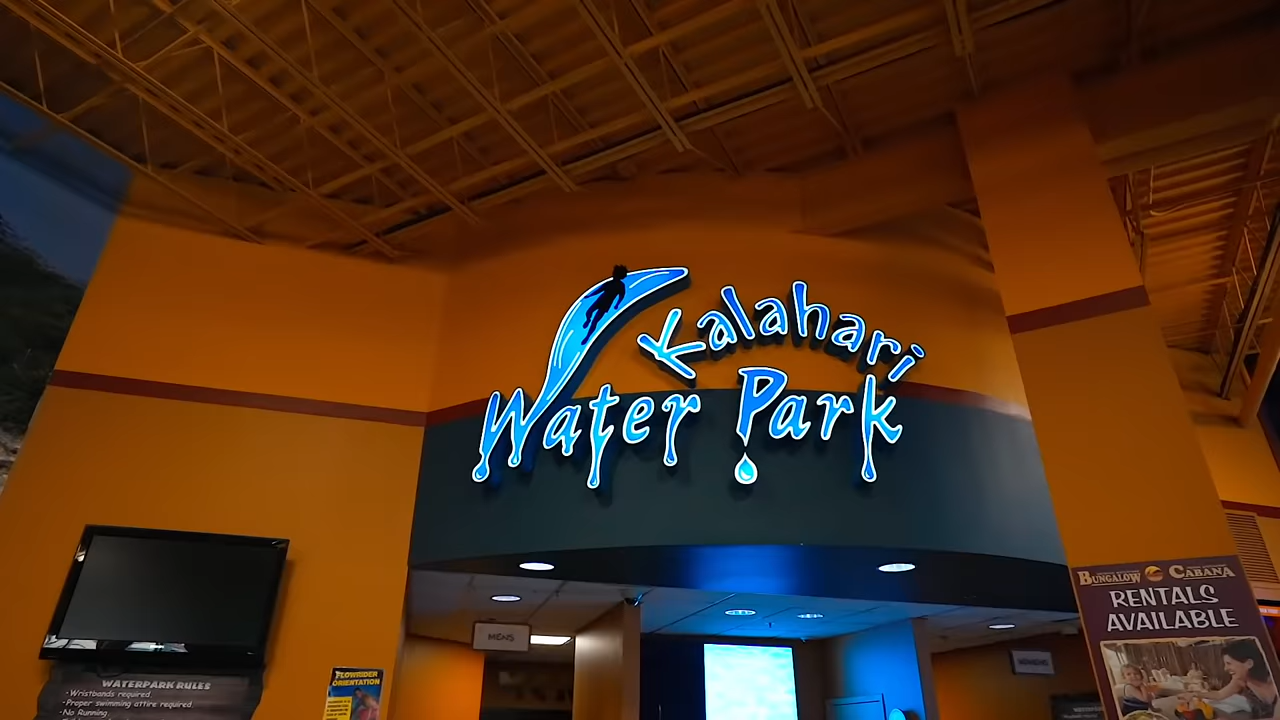 Kalahari
Water Park
MENS
WOMENS
BUNGALOW CABANA
RENTALS
AVAILABLE
WATERPARK RULES
·Wristbands required.
·Proper swimming attire required.
·No Running.
FLOWRIDER
ORIENTATION